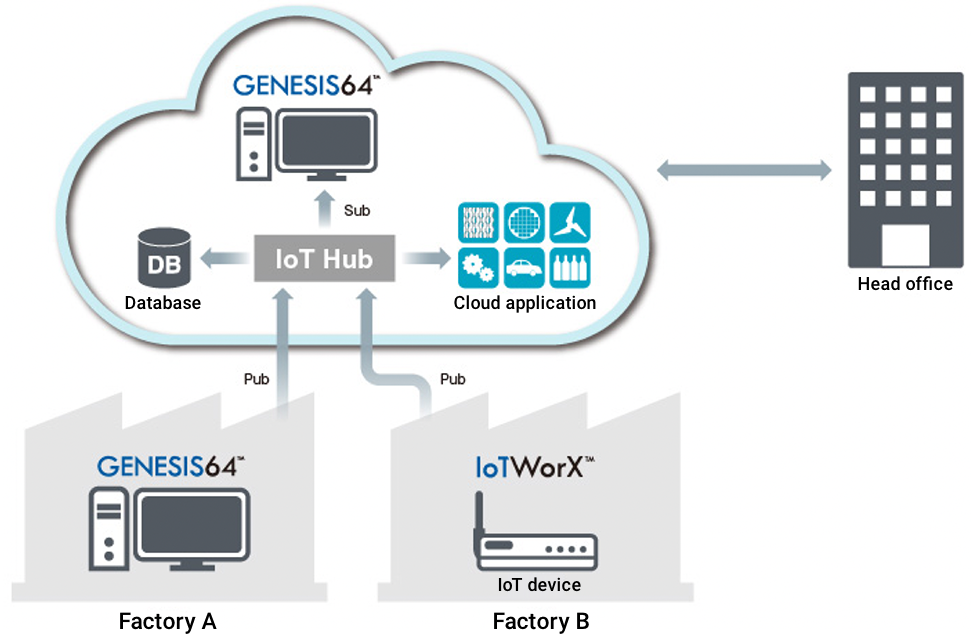 GENESIS64™
Sub
IoT Hub
DB
Database
Cloud application
Head office
Pub
Pub
GENESIS64™
IoTWorX™
IoT device
Factory A
Factory B